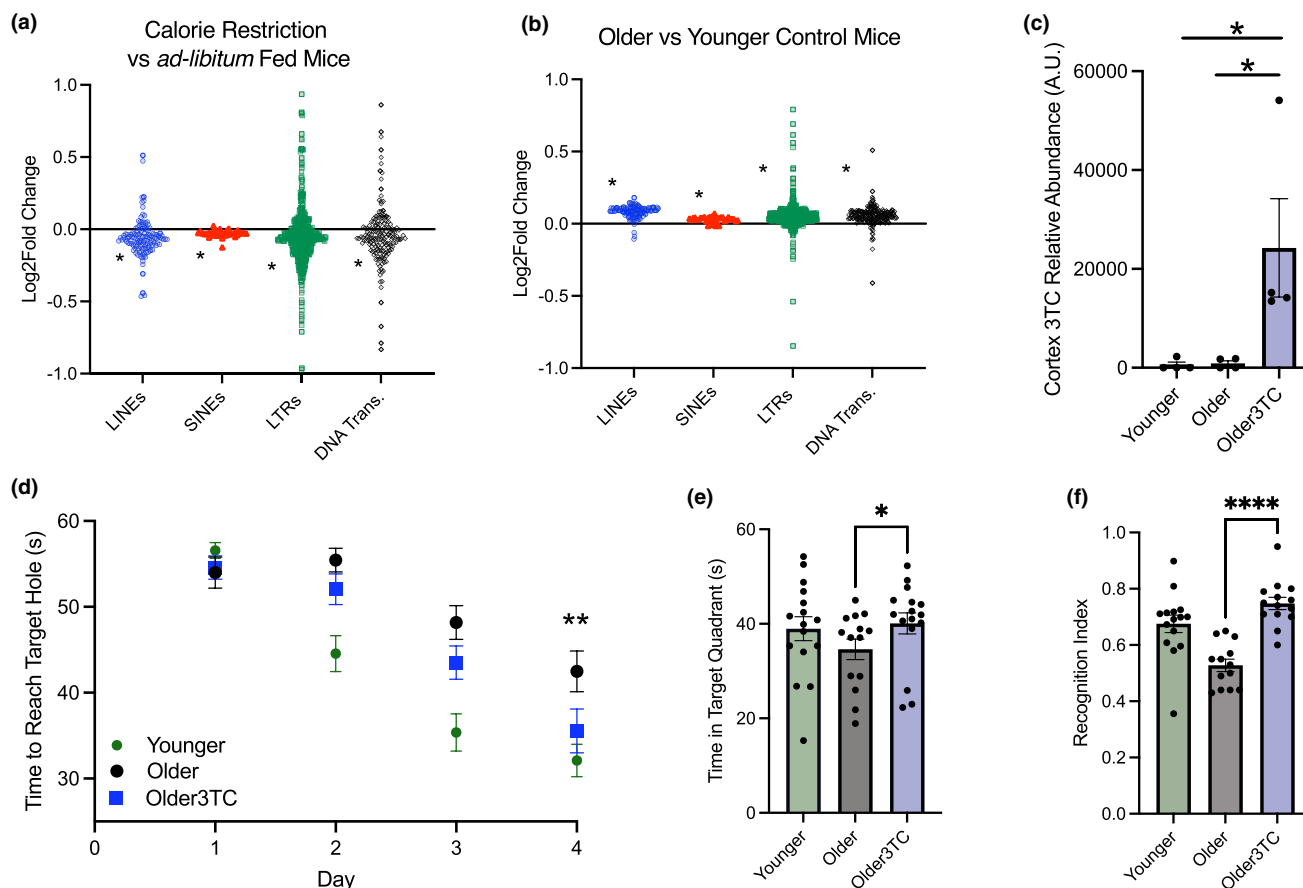 (a)
Calorie Restriction
vs ad-libitum Fed Mice
Log2Fold Change
1.0
0.5
0.0
-0.5
-1.0
*
*
*
*
LINEs
SINEs
LTRs
DNA Trans.
(b)
Older vs Younger Control Mice
Log2Fold Change
1.0
0.5
0.0
-0.5
-1.0
*
*
*
*
LINEs
SINEs
LTRs
DNA Trans.
(c)
Cortex 3TC Relative Abundance (A.U.)
60000
40000
20000
0
*
*
Younger
Older
Older3TC
(d)
Time to Reach Target Hole (s)
60
50
40
30
**
Younger
Older
Older3TC
0
1
2
3
4
Day
(e)
Time in Target Quadrant (s)
60
40
20
0
*
Younger
Older
Older3TC
(f)
Recognition Index
1.0
0.8
0.6
0.4
0.2
0.0
****
Younger
Older
Older3TC